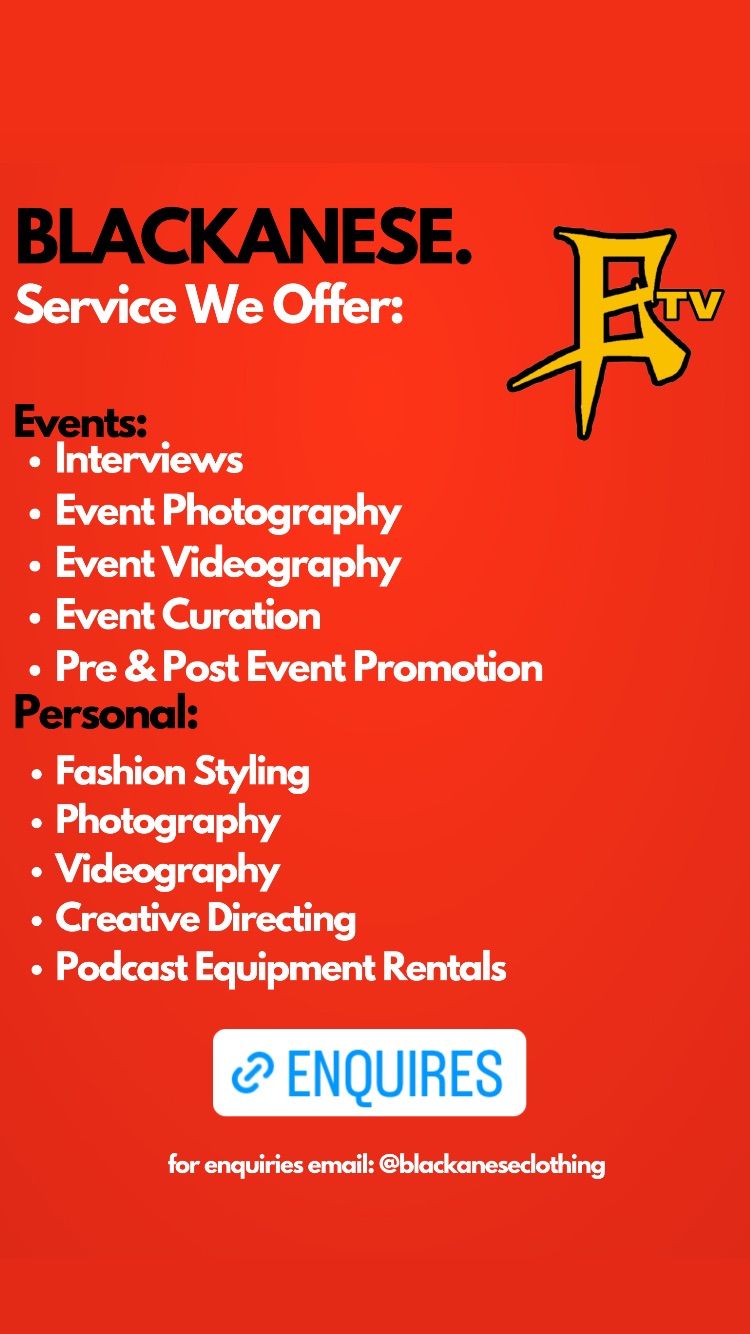 BLACKANESE.
Service We Offer:
TV
Events:
• Interviews
• Event Photography
• Event Videography
• Event Curation
• Pre & Post Event Promotion
Personal:
• Fashion Styling
• Photography
• Videography
• Creative Directing
• Podcast Equipment Rentals
ENQUIRES
for enquiries email: @blackaneseclothing